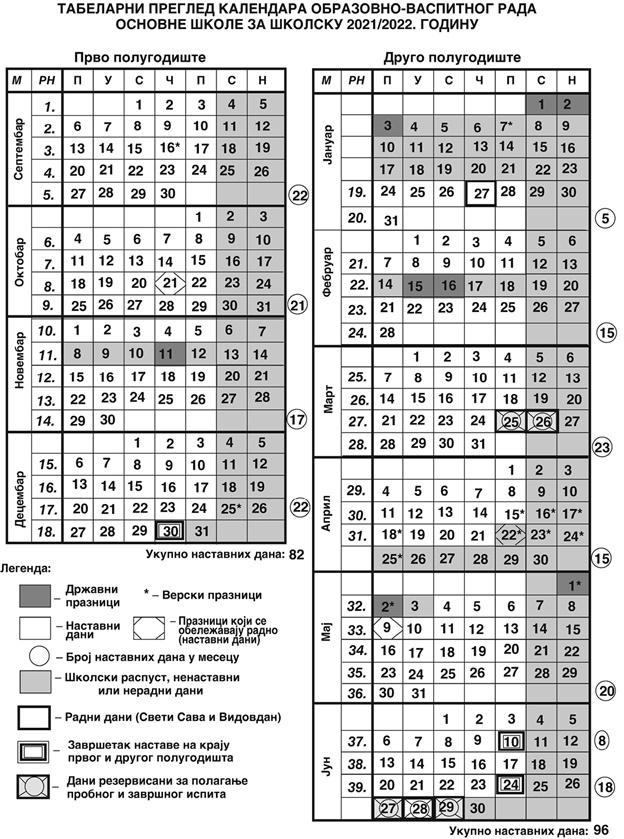 ТАБЕЛАРНИ ПРЕГЛЕД КАЛЕНДАРА ОБРАЗОВНО-ВАСПИТНОГ РАДА
ОСНОВНЕ ШКОЛЕ ЗА ШКОЛСКУ 2021/2022. ГОДИНУ
Прво полугодиште
М РН П У С Ч П С Н
Септембар
1. 1 2 3 4 5
2. 6 7 8 9 10 11 12
3. 13 14 15 16* 17 18 19
4. 20 21 22 23 24 25 26
5. 27 28 29 30
22
Октобар
1 2 3
6. 4 5 6 7 8 9 10
7. 11 12 13 14 15 16 17
8. 18 19 20 21 22 23 24
9. 25 26 27 28 29 30 31
21
Новембар
10. 1 2 3 4 5 6 7
11. 8 9 10 11 12 13 14
12. 15 16 17 18 19 20 21
13. 22 23 24 25 26 27 28
14. 29 30
17
Децембар
1 2 3 4 5
15. 6 7 8 9 10 11 12
16. 13 14 15 16 17 18 19
17. 20 21 22 23 24 25* 26
18. 27 28 29 30 31
22
Укупно наставних дана: 82
Легенда:
– Државни
празници
* – Верски празници
– Наставни
дани
– Празници који се
обележавају радно
(наставни дани)
– Број наставних дана у месецу
– Школски распуст, ненаставни
или нерадни дани
– Радни дани (Свети Сава и Видовдан)
– Завршетак наставе на крају
првог и другог полугодишта
– Дани резервисани за полагање
пробног и завршног испита
Друго полугодиште
М РН П У С Ч П С Н
Јануар
1 2
3 4 5 6 7* 8 9
10 11 12 13 14 15 16
17 18 19 20 21 22 23
19. 24 25 26 27 28 29 30
20. 31
5
Фебруар
1 2 3 4 5 6
21. 7 8 9 10 11 12 13
22. 14 15 16 17 18 19 20
23. 21 22 23 24 25 26 27
24. 28
15
Март
1 2 3 4 5 6
25. 7 8 9 10 11 12 13
26. 14 15 16 17 18 19 20
27. 21 22 23 24 25 26 27
28. 28 29 30 31
23
Април
1 2 3
29. 4 5 6 7 8 9 10
30. 11 12 13 14 15* 16* 17*
31. 18* 19 20 21 22* 23* 24*
25* 26 27 28 29 30
15
Мај
1*
32. 2* 3 4 5 6 7 8
33. 9 10 11 12 13 14 15
34. 16 17 18 19 20 21 22
35. 23 24 25 26 27 28 29
36. 30 31
20
Јун
1 2 3 4 5
37. 6 7 8 9 10 11 12
8
38. 13 14 15 16 17 18 19
39. 20 21 22 23 24 25 26
18
27 28 29 30
Укупно наставних дана: 96